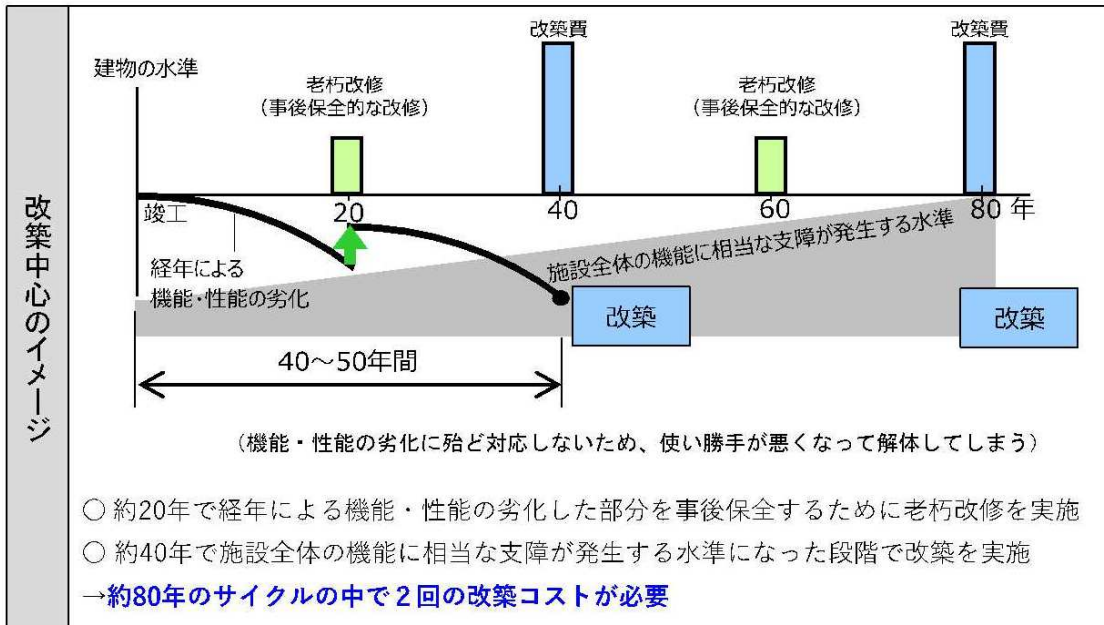 改築中心のイメージ
改築費
改築費
建物の水準
老朽改修
（事後保全的な改修）
老朽改修
（事後保全的な改修）
竣工
20
40
60
80 年
経年による
機能・性能の劣化
施設全体の機能に相当な支障が発生する水準
改築
改築
40～50年間
（機能・性能の劣化に殆ど対応しないため、使い勝手が悪くなって解体してしまう）
○ 約20年で経年による機能・性能の劣化した部分を事後保全するために老朽改修を実施
○ 約40年で施設全体の機能に相当な支障が発生する水準になった段階で改築を実施
→約80年のサイクルの中で２回の改築コストが必要